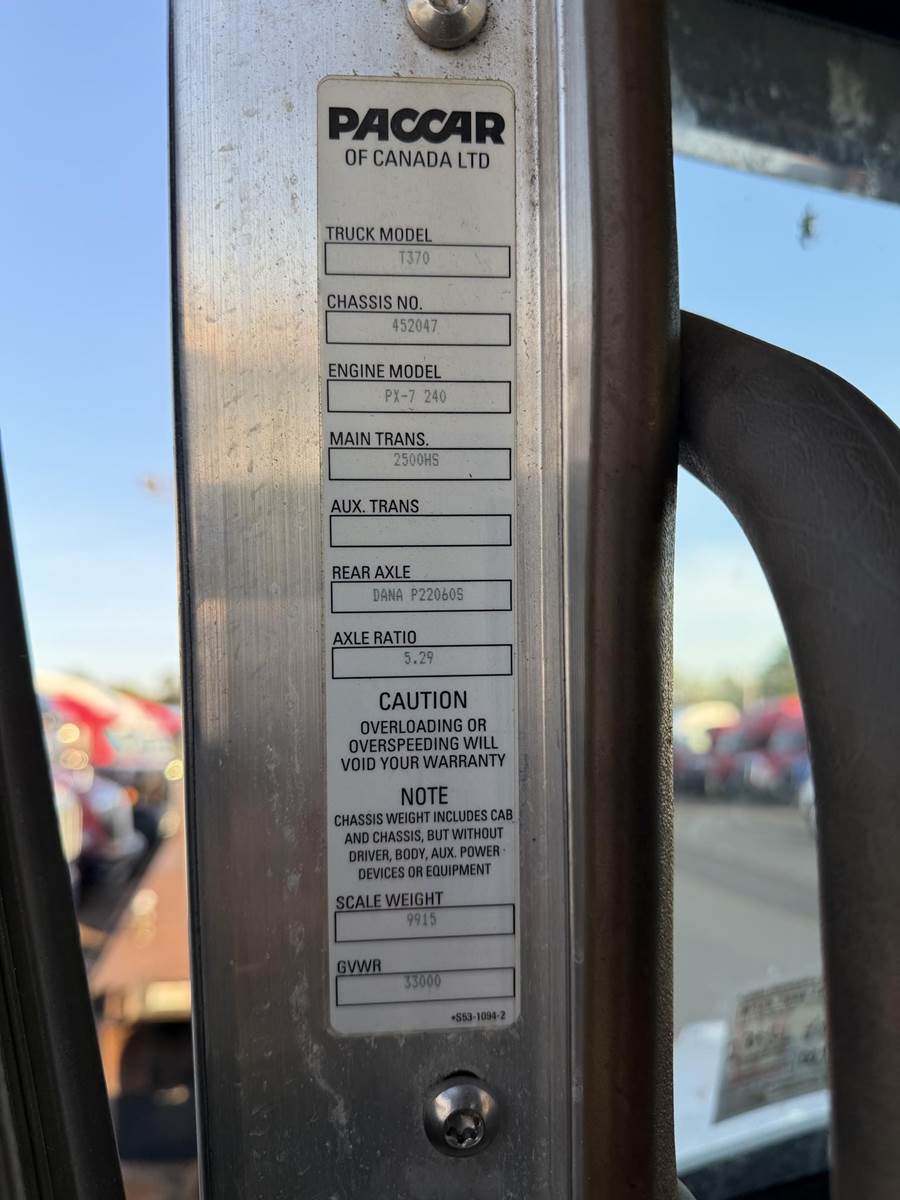 PACCAR
OF CANADA LTD
TRUCK MODEL
T370
CHASSIS NO.
452047
ENGINE MODEL
PX-7 240
MAIN TRANS.
2500HS
AUX. TRANS
REAR AXLE
DANA P22060S
AXLE RATIO
5.29
CAUTION
OVERLOADING OR
OVERSPEEDING WILL
VOID YOUR WARRANTY
NOTE
CHASSIS WEIGHT INCLUDES CAB
AND CHASSIS, BUT WITHOUT
DRIVER, BODY, AUX. POWER
DEVICES OR EQUIPMENT
SCALE WEIGHT
9915
GVWR
33000
*S53-1094-2